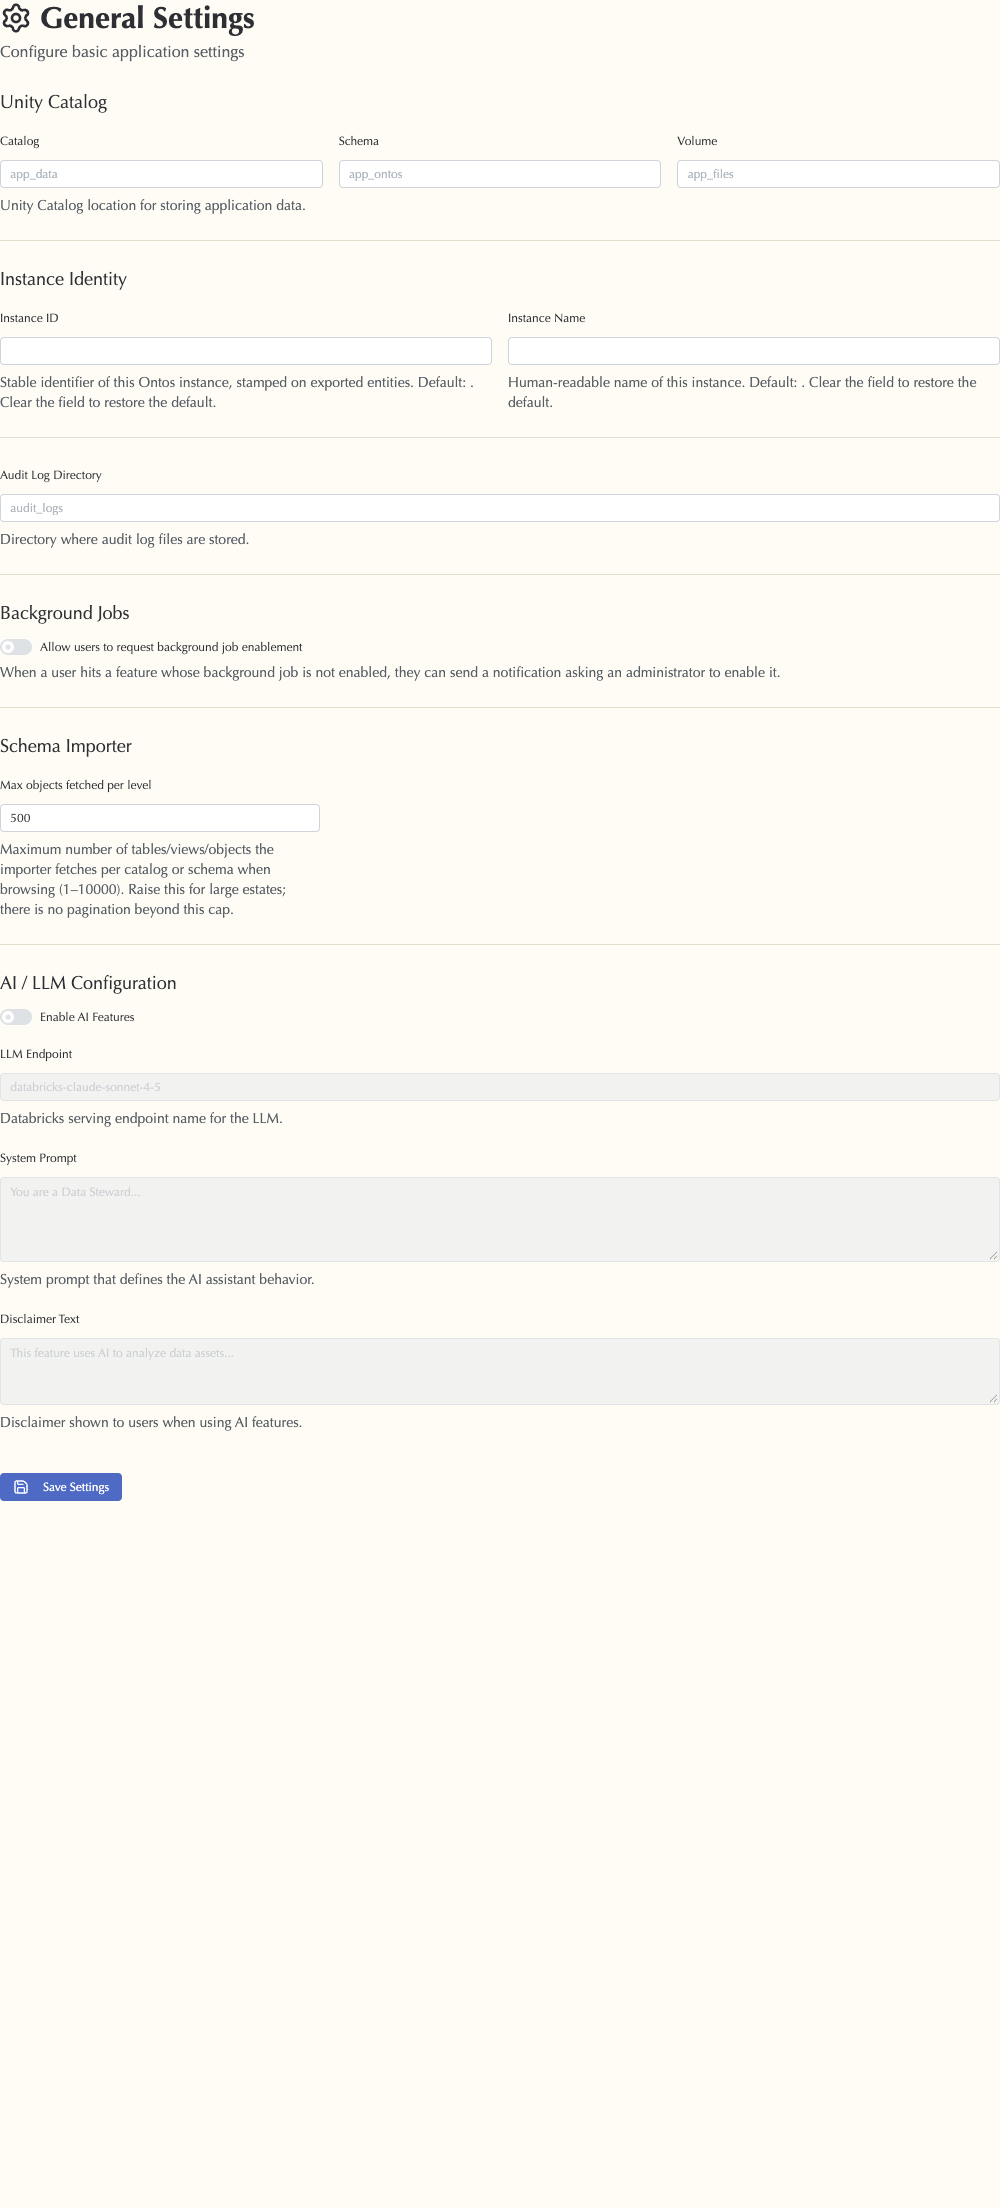 General Settings
Configure basic application settings
Unity Catalog
Catalog
Schema
Volume
app_data
app_ontos
app_files
Unity Catalog location for storing application data.
Instance Identity
Instance ID
Instance Name
Stable identifier of this Ontos instance, stamped on exported entities. Default: .
Clear the field to restore the default.
Human-readable name of this instance. Default: . Clear the field to restore the
default.
Audit Log Directory
audit_logs
Directory where audit log files are stored.
Background Jobs
Allow users to request background job enablement
When a user hits a feature whose background job is not enabled, they can send a notification asking an administrator to enable it.
Schema Importer
Max objects fetched per level
500
Maximum number of tables/views/objects the
importer fetches per catalog or schema when
browsing (1–10000). Raise this for large estates;
there is no pagination beyond this cap.
AI / LLM Configuration
Enable AI Features
LLM Endpoint
databricks-claude-sonnet-4-5
Databricks serving endpoint name for the LLM.
System Prompt
You are a Data Steward...
System prompt that defines the AI assistant behavior.
Disclaimer Text
This feature uses AI to analyze data assets...
Disclaimer shown to users when using AI features.
Save Settings